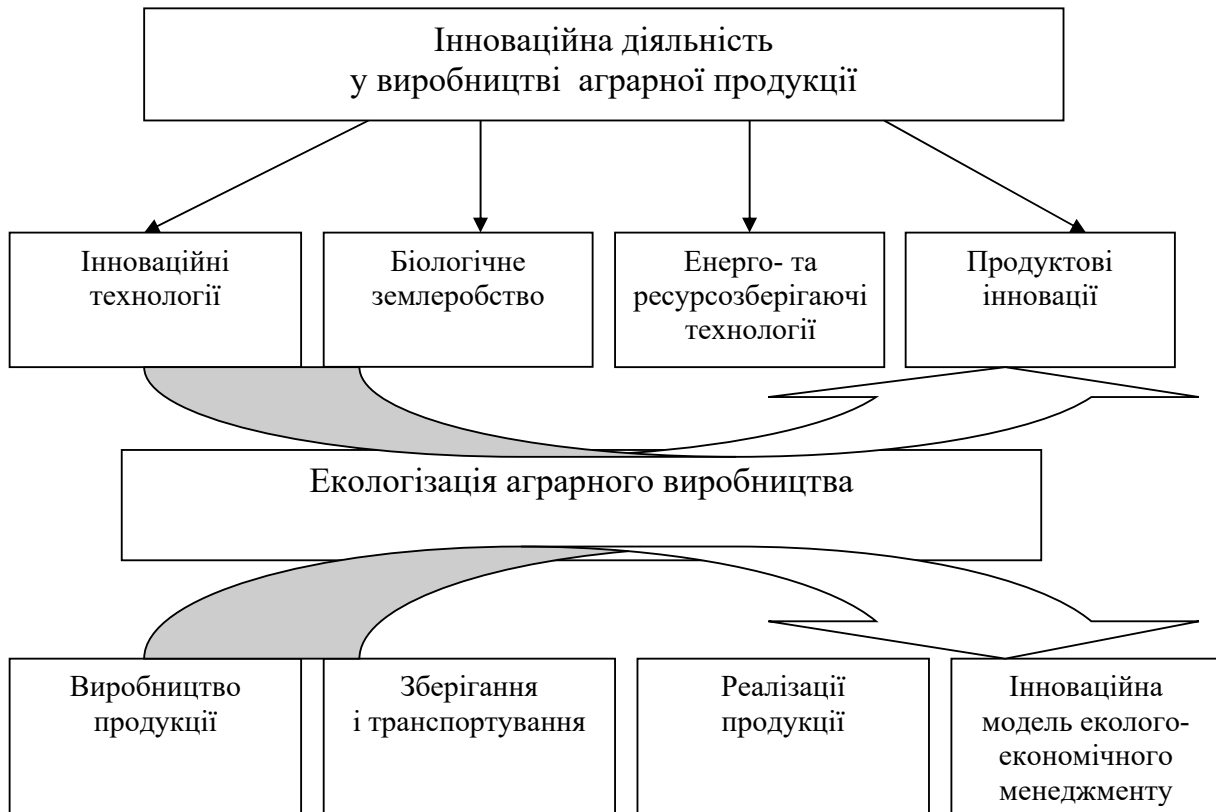 Інноваційна діяльність
у виробництві аграрної продукції
Інноваційні
технології
Біологічне
землеробство
Енерго- та
ресурсозберігаючі
технології
Продуктові
інновації
Екологізація аграрного виробництва
Виробництво
продукції
Зберігання
і транспортування
Реалізації
продукції
Інноваційна
модель еколого-
економічного
менеджменту